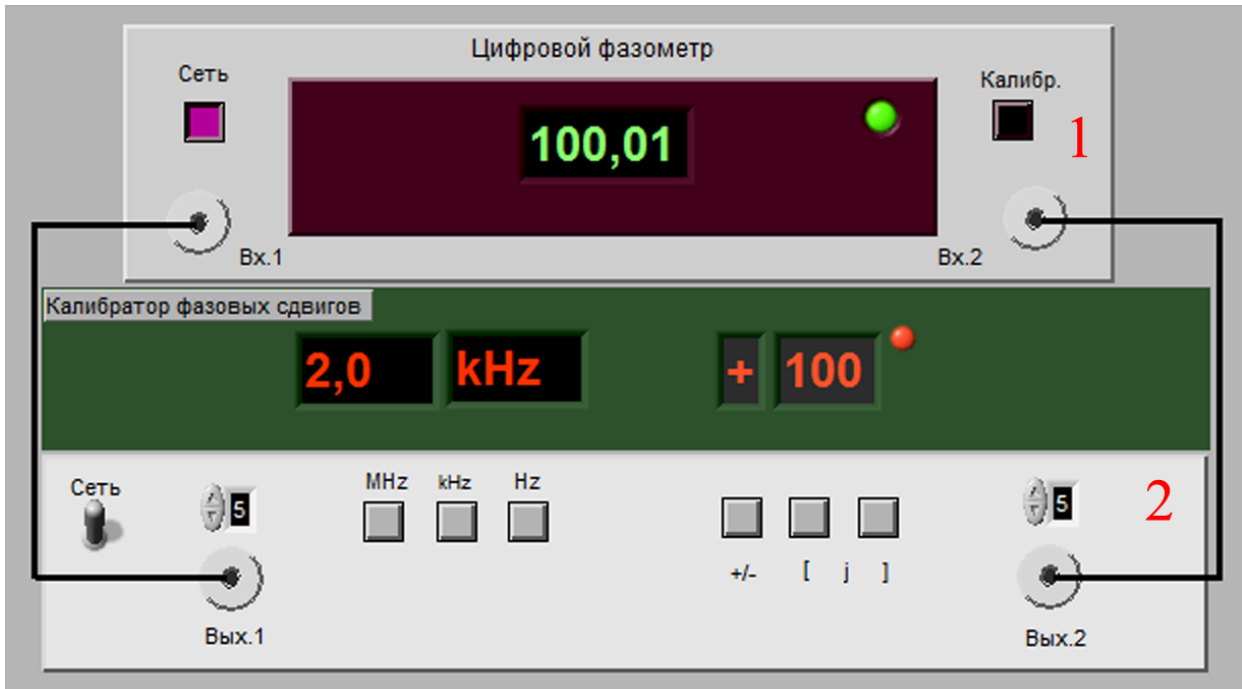 Цифровой фазометр
Сеть
Калибр.
100,01
1
Вх.1
Вх.2
Калибратор фазовых сдвигов
2,0 kHz + 100
Сеть
5
MHz kHz Hz
5
2
+/- [ j ]
Вых.1
Вых.2